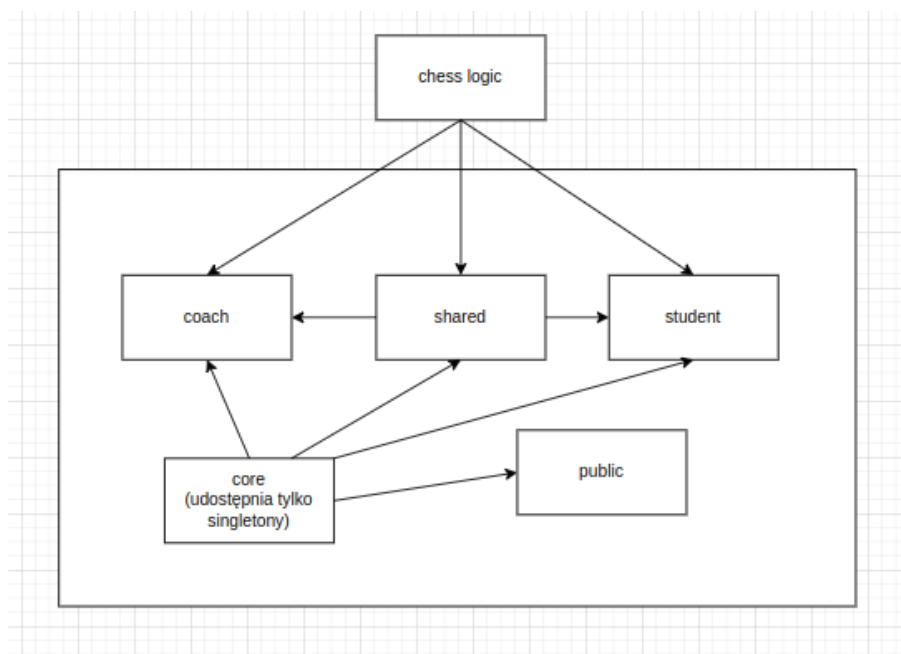 chess logic
coach
shared
student
core
(udostępnia tylko
singletony)
public